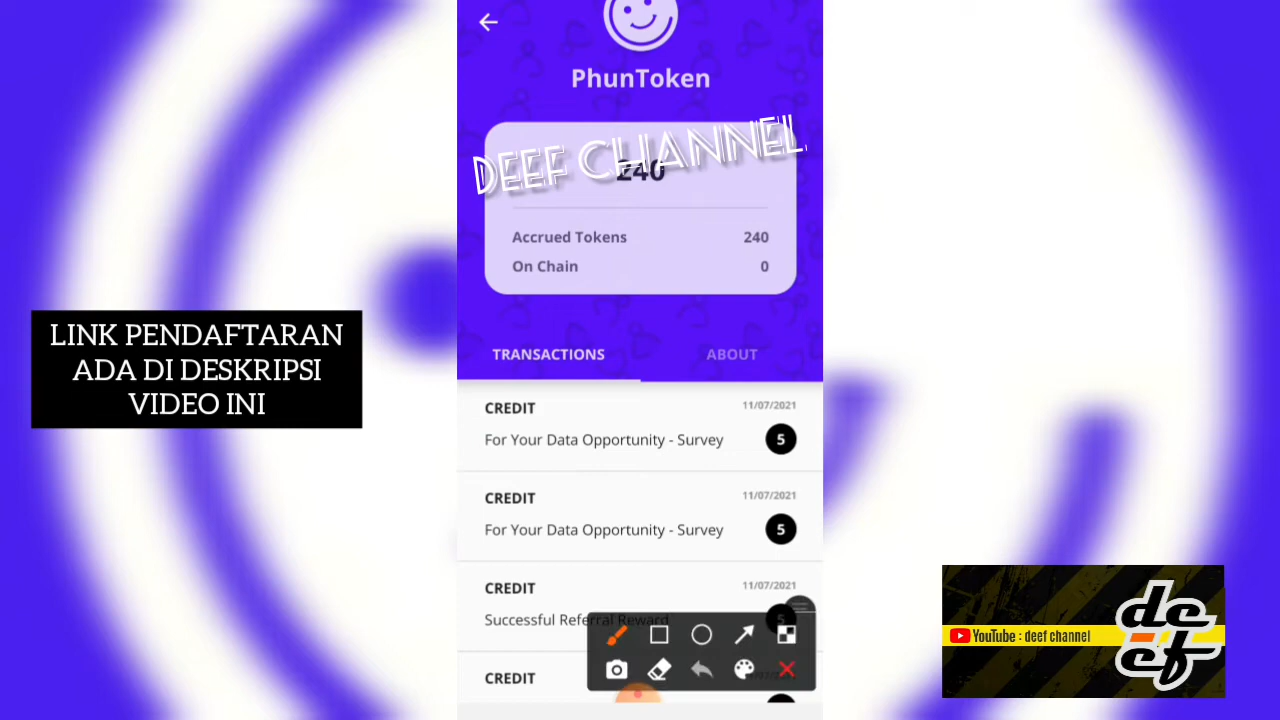 PhunToken
DEEF CHANNEL
240
Accrued Tokens 240
On Chain 0
TRANSACTIONS ABOUT
CREDIT 11/07/2021
For Your Data Opportunity - Survey 5
CREDIT 11/07/2021
For Your Data Opportunity - Survey 5
CREDIT 11/07/2021
Successful Referral Reward 5
CREDIT
LINK PENDAFTARAN
ADA DI DESKRIPSI
VIDEO INI
YouTube : deef channel
deef